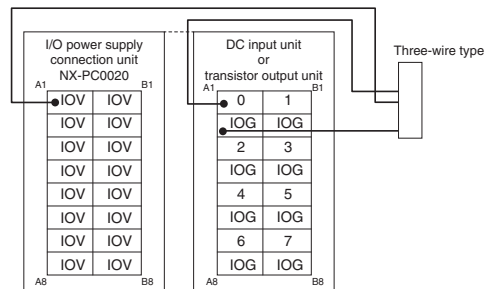 I/O power supply
connection unit
NX-PC0020
A1 B1
IOV IOV
IOV IOV
IOV IOV
IOV IOV
IOV IOV
IOV IOV
IOV IOV
IOV IOV
A8 B8
DC input unit
or
transistor output unit
A1 B1
0 1
IOG IOG
2 3
IOG IOG
4 5
IOG IOG
6 7
IOG IOG
A8 B8
Three-wire type